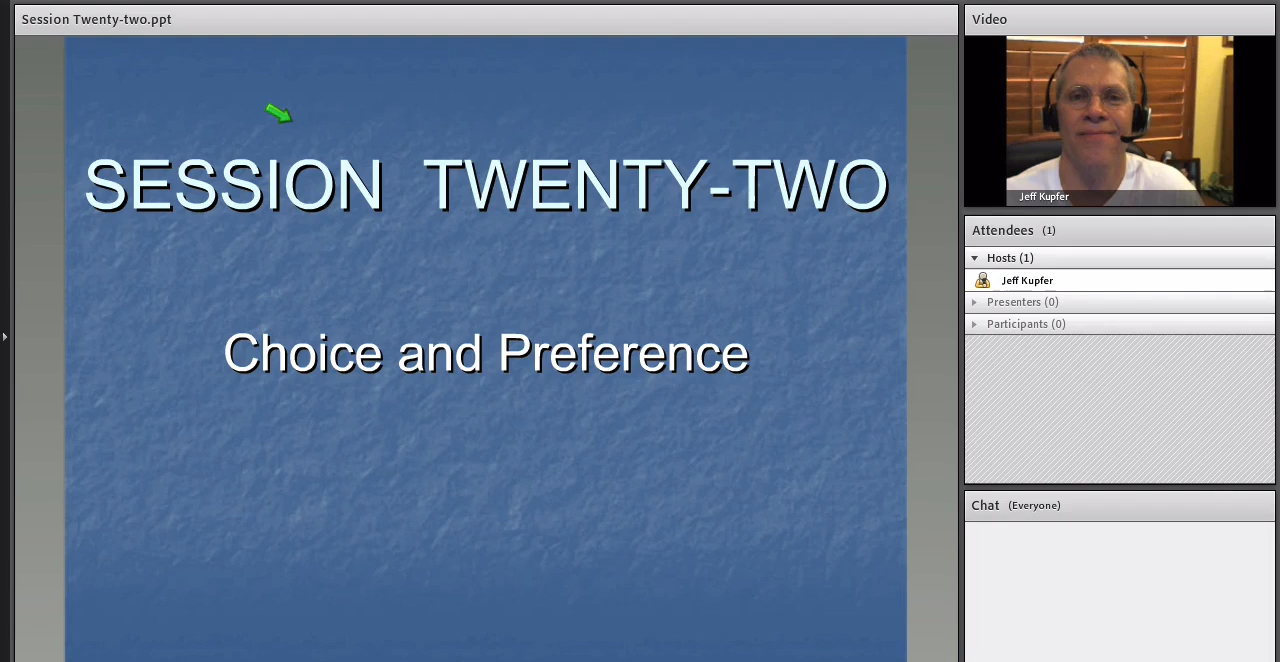 Session Twenty-two.ppt
SESSION TWENTY-TWO
Choice and Preference
Video
Jeff Kupfer
Attendees (1)
Hosts (1)
Jeff Kupfer
Presenters (0)
Participants (0)
Chat (Everyone)